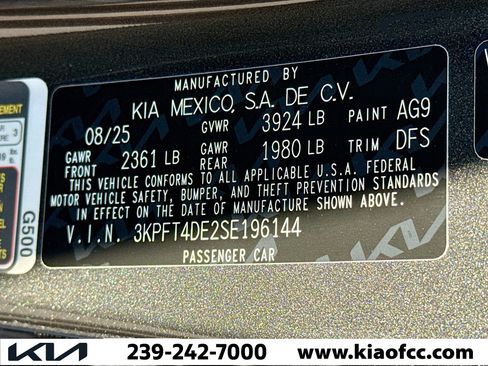 MANUFACTURED BY
KIA MEXICO, S.A. DE C.V.
08/25 GVWR 3924 LB PAINT AG9
GAWR FRONT 2361 LB GAWR REAR 1980 LB TRIM DFS
THIS VEHICLE CONFORMS TO ALL APPLICABLE U.S.A. FEDERAL
MOTOR VEHICLE SAFETY, BUMPER, AND THEFT PREVENTION STANDARDS
IN EFFECT ON THE DATE OF MANUFACTURE SHOWN ABOVE.
V.I.N. 3KPFT4DE2SE196144
PASSENGER CAR
G500
KIA 239-242-7000 www.kiaofcc.com